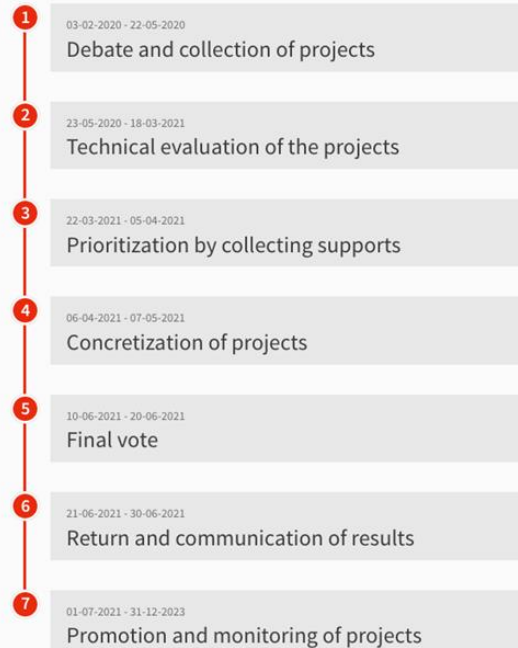 1
03-02-2020 - 22-05-2020
Debate and collection of projects
2
23-05-2020 - 18-03-2021
Technical evaluation of the projects
3
22-03-2021 - 05-04-2021
Prioritization by collecting supports
4
06-04-2021 - 07-05-2021
Concretization of projects
5
10-06-2021 - 20-06-2021
Final vote
6
21-06-2021 - 30-06-2021
Return and communication of results
7
01-07-2021 - 31-12-2023
Promotion and monitoring of projects